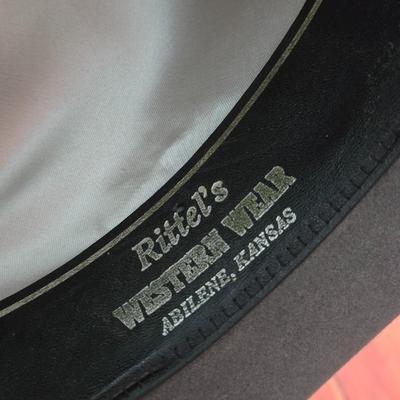 Rittel's
WESTERN WEAR
ABILENE, KANSAS